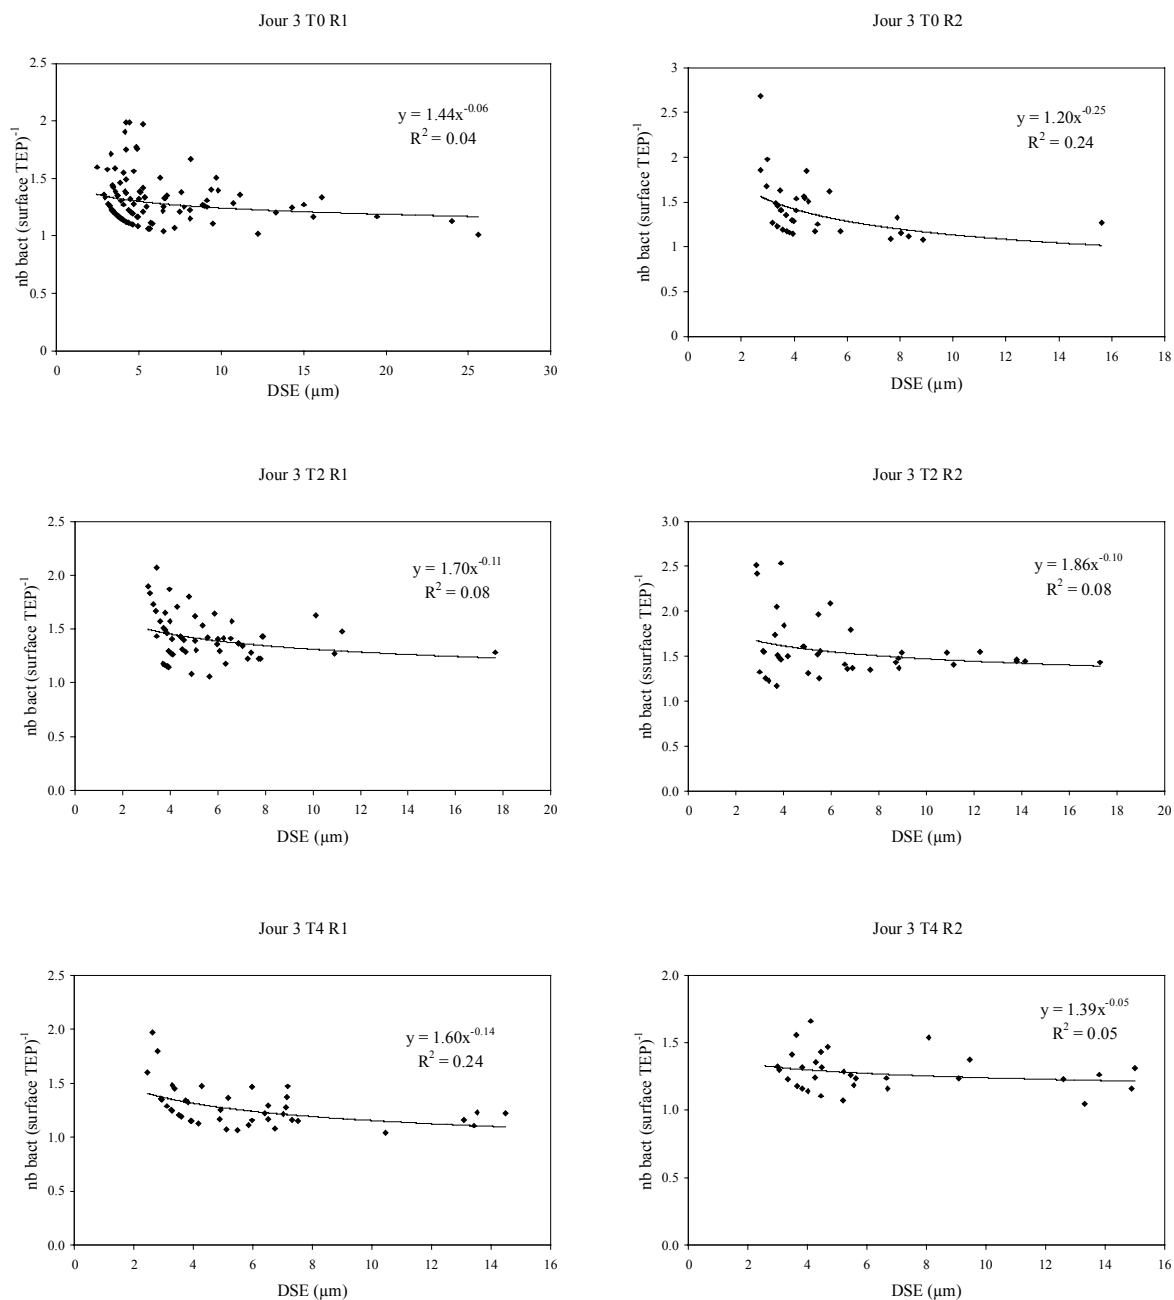 Jour 3 T0 R1
nb bact (surface TEP)^-1
2.5
2
1.5
1
0.5
0
y = 1.44x^-0.06
R^2 = 0.04
0 5 10 15 20 25 30
DSE (µm)
Jour 3 T0 R2
nb bact (surface TEP)^-1
3
2.5
2
1.5
1
0.5
0
y = 1.20x^-0.25
R^2 = 0.24
0 2 4 6 8 10 12 14 16 18
DSE (µm)
Jour 3 T2 R1
nb bact (surface TEP)^-1
2.5
2.0
1.5
1.0
0.5
0.0
y = 1.70x^-0.11
R^2 = 0.08
0 2 4 6 8 10 12 14 16 18 20
DSE (µm)
Jour 3 T2 R2
nb bact (ssurface TEP)^-1
3.0
2.5
2.0
1.5
1.0
0.5
0.0
y = 1.86x^-0.10
R^2 = 0.08
0 2 4 6 8 10 12 14 16 18 20
DSE (µm)
Jour 3 T4 R1
nb bact (surface TEP)^-1
2.5
2.0
1.5
1.0
0.5
0.0
y = 1.60x^-0.14
R^2 = 0.24
0 2 4 6 8 10 12 14 16
DSE (µm)
Jour 3 T4 R2
nb bact (surface TEP)^-1
2.0
1.5
1.0
0.5
0.0
y = 1.39x^-0.05
R^2 = 0.05
0 2 4 6 8 10 12 14 16
DSE (µm)